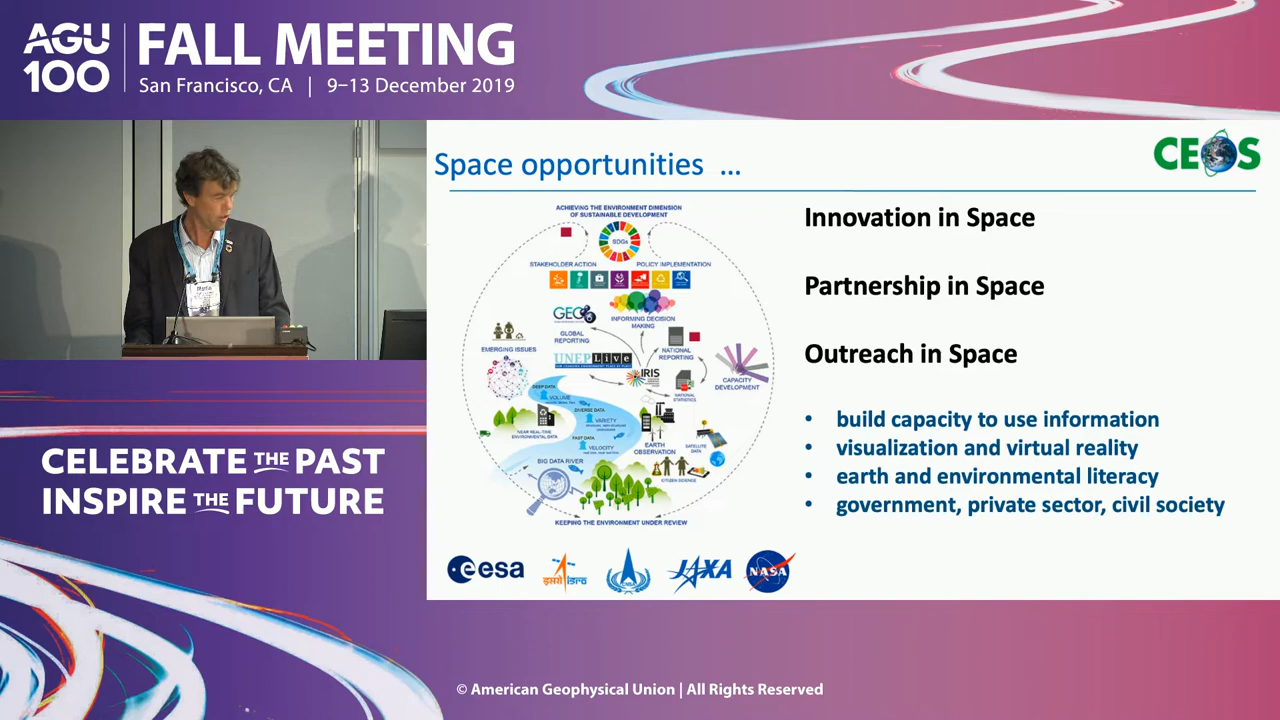 AGU
100
FALL MEETING
San Francisco, CA | 9–13 December 2019
CELEBRATE THE PAST
INSPIRE THE FUTURE
Space opportunities ...
CEOS
ACHIEVING THE ENVIRONMENT DIMENSION
OF SUSTAINABLE DEVELOPMENT
SDGs
STAKEHOLDER ACTION
POLICY IMPLEMENTATION
GEO
INFORMING DECISION
MAKING
GLOBAL
REPORTING
EMERGING ISSUES
NATIONAL
REPORTING
UNEP Live
IRIS
CAPACITY
DEVELOPMENT
NATIONAL
STATISTICS
DEEP DATA
VOLUME
DIVERSE DATA
VARIETY
NEAR REAL-TIME
ENVIRONMENTAL DATA
FAST DATA
VELOCITY
EARTH
OBSERVATION
SATELLITE
DATA
BIG DATA RIVER
CITIZEN SCIENCE
KEEPING THE ENVIRONMENT UNDER REVIEW
esa
इसरो isro
CNSA
JAXA
NASA
Innovation in Space
Partnership in Space
Outreach in Space
• build capacity to use information
• visualization and virtual reality
• earth and environmental literacy
• government, private sector, civil society
© American Geophysical Union | All Rights Reserved